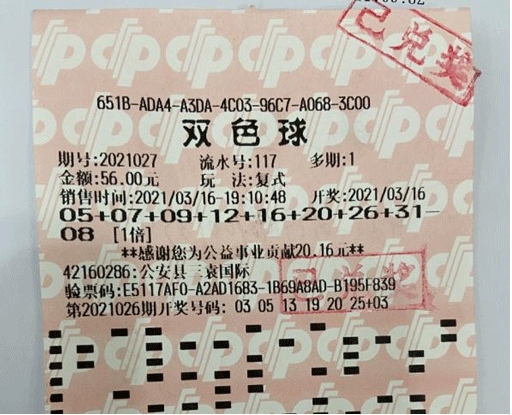 已兑奖
651B-ADA4-A3DA-4C03-96C7-A068-3C00
双色球
期号:2021027 流水号:117 多期:1
金额:56.00元 玩 法:复式
销售时间:2021/03/16-19:10:48 开奖:2021/03/16
05+07+09+12+16+20+26+31-
08 [1倍]
**感谢您为公益事业贡献20.16元**
42160286:公安县三袁国际
已兑奖
验票码:E5117AF0-A2AD1683-1B69A8AD-B195F839
第2021026期开奖号码: 03 05 13 19 20 25+03